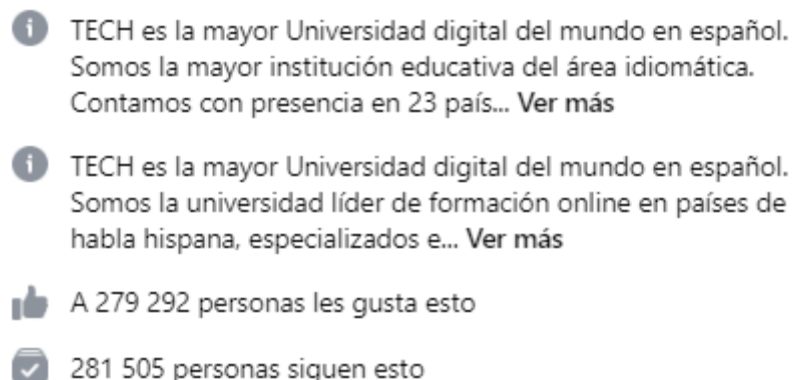 TECH es la mayor Universidad digital del mundo en español.
Somos la mayor institución educativa del área idiomática.
Contamos con presencia en 23 país... Ver más
TECH es la mayor Universidad digital del mundo en español.
Somos la universidad líder de formación online en países de
habla hispana, especializados e... Ver más
A 279 292 personas les gusta esto
281 505 personas siguen esto